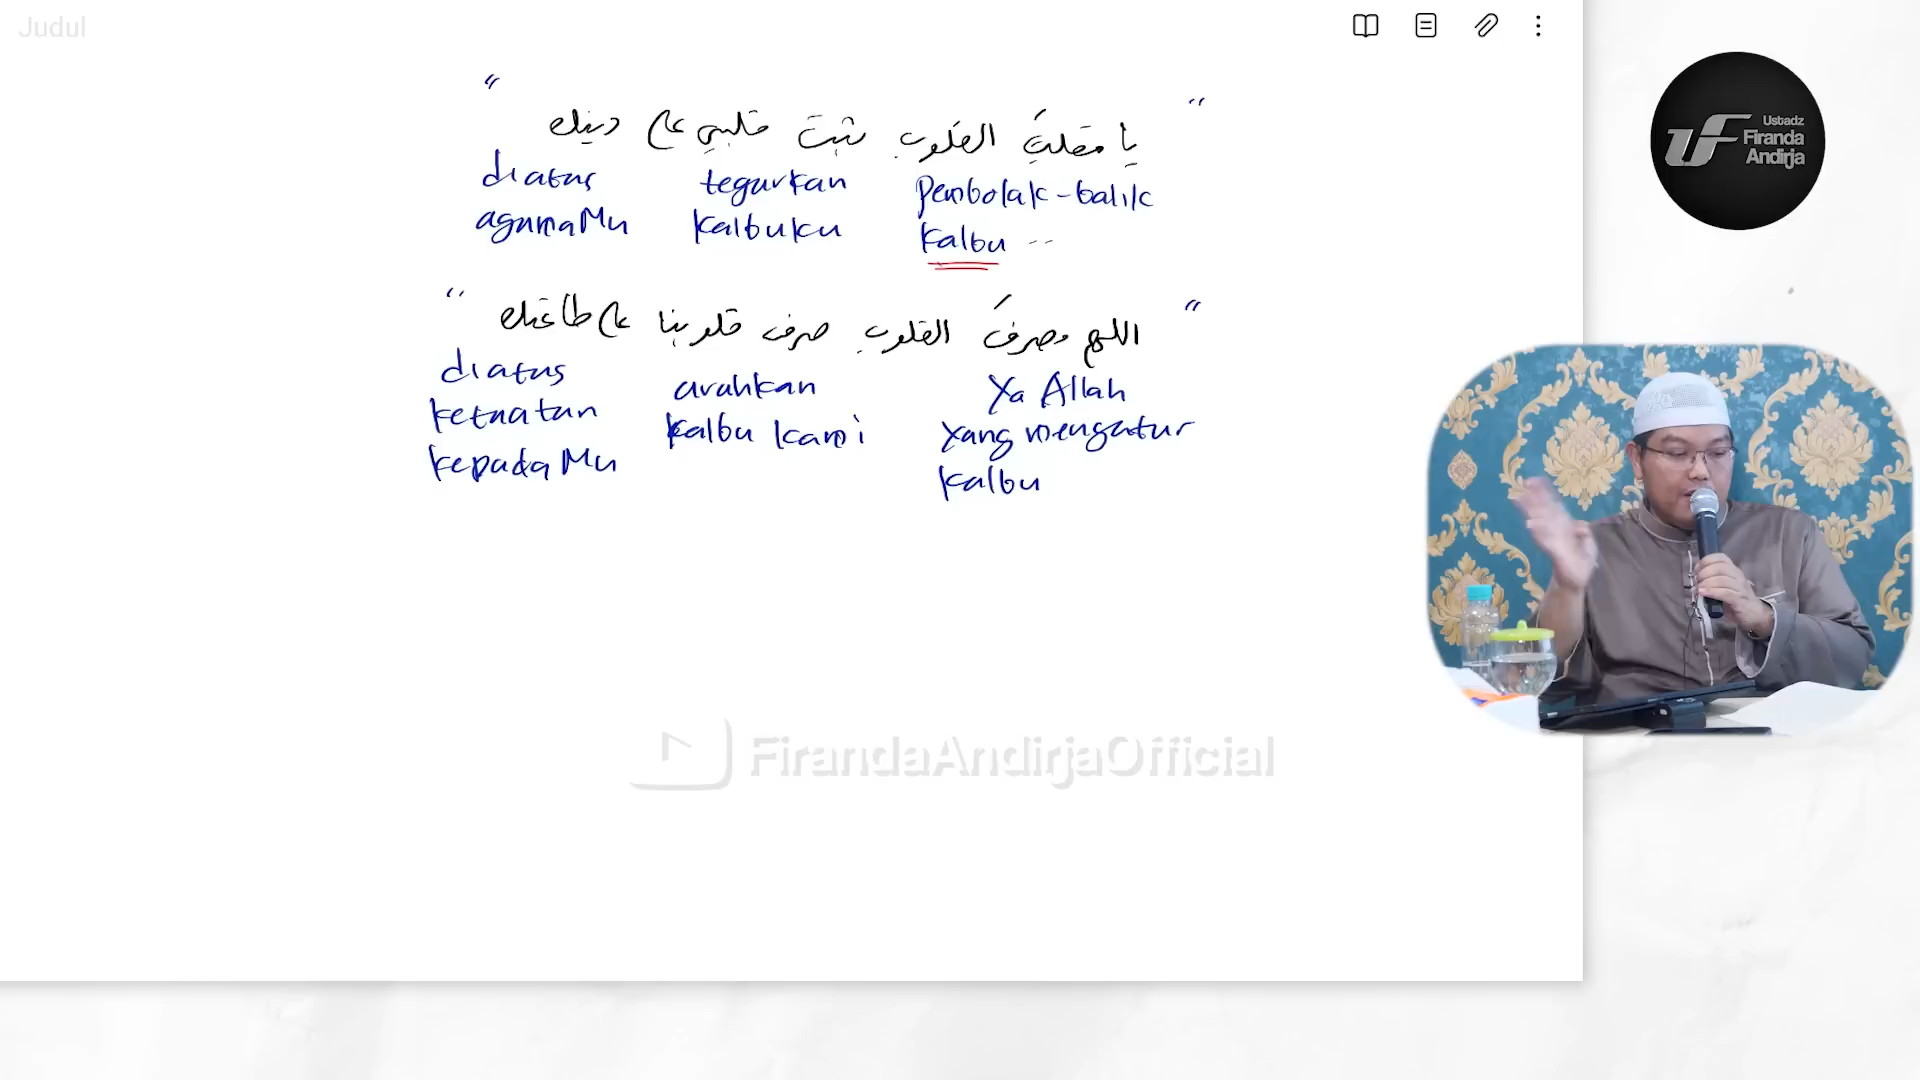 Judul
" يا مقلبَ القلوب ثبت قلبي على دينك "
diatas tegurkan Pembolak-balik
agamaMu kalbuku kalbu --
" اللهم مصرفَ القلوب صرف قلوبنا على طاعتك "
diatas arahkan Ya Allah
ketaatan kalbu kami yang mengatur
kepadaMu kalbu
Ustadz
Firanda
Andirja
FirandaAndirjaOfficial